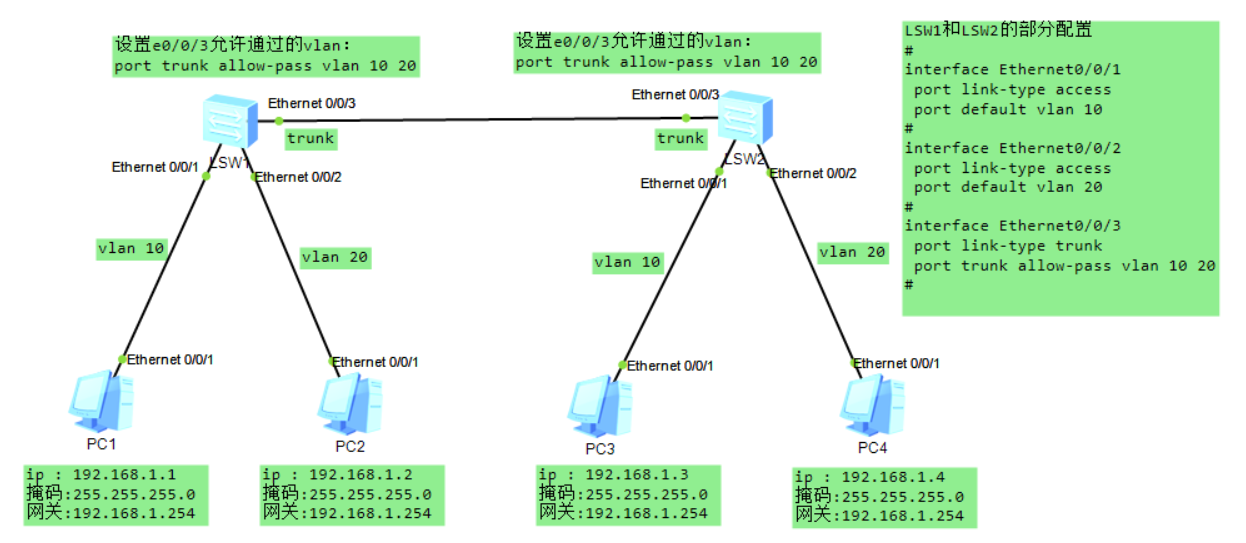 设置e0/0/3允许通过的vlan:
port trunk allow-pass vlan 10 20
设置e0/0/3允许通过的vlan:
port trunk allow-pass vlan 10 20
LSW1和LSW2的部分配置
#
interface Ethernet0/0/1
port link-type access
port default vlan 10
#
interface Ethernet0/0/2
port link-type access
port default vlan 20
#
interface Ethernet0/0/3
port link-type trunk
port trunk allow-pass vlan 10 20
#
Ethernet 0/0/3
Ethernet 0/0/3
trunk
trunk
LSW1
LSW2
Ethernet 0/0/1
Ethernet 0/0/2
Ethernet 0/0/1
Ethernet 0/0/2
vlan 10
vlan 20
vlan 10
vlan 20
Ethernet 0/0/1
Ethernet 0/0/1
Ethernet 0/0/1
Ethernet 0/0/1
PC1
PC2
PC3
PC4
ip : 192.168.1.1
掩码:255.255.255.0
网关:192.168.1.254
ip : 192.168.1.2
掩码:255.255.255.0
网关:192.168.1.254
ip : 192.168.1.3
掩码:255.255.255.0
网关:192.168.1.254
ip : 192.168.1.4
掩码:255.255.255.0
网关:192.168.1.254